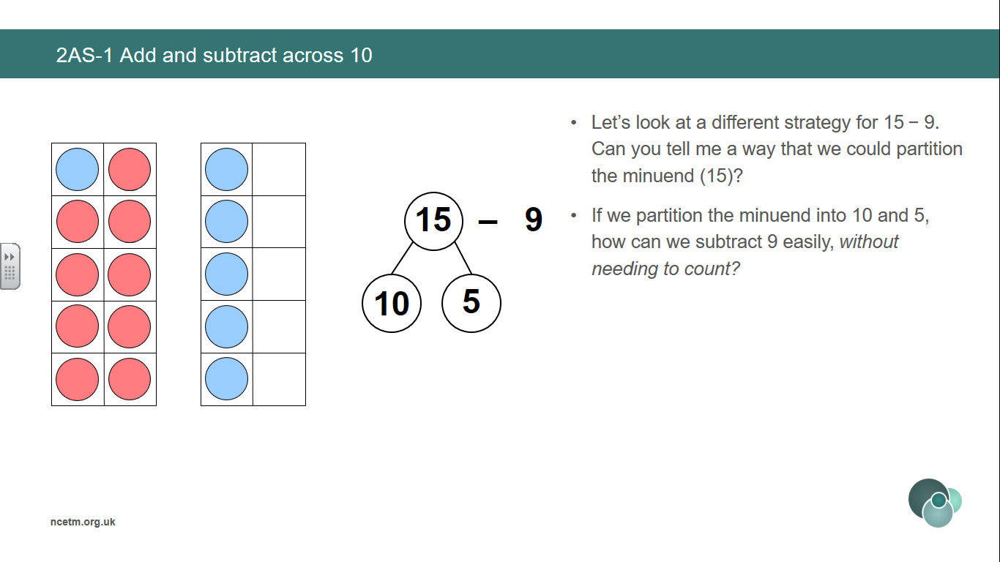 2AS-1 Add and subtract across 10
15 – 9
10 5
• Let’s look at a different strategy for 15 − 9.
Can you tell me a way that we could partition
the minuend (15)?
• If we partition the minuend into 10 and 5,
how can we subtract 9 easily, without
needing to count?
ncetm.org.uk